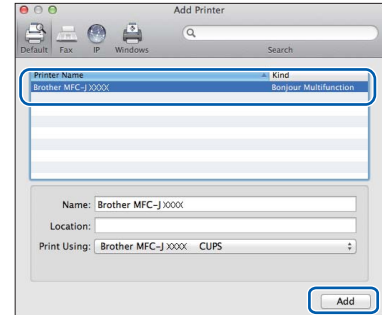 Add Printer
Default Fax IP Windows Search
Printer Name Kind
Brother MFC-J XXXX Bonjour Multifunction
Name: Brother MFC-J XXXX
Location:
Print Using: Brother MFC-J XXXX CUPS
Add